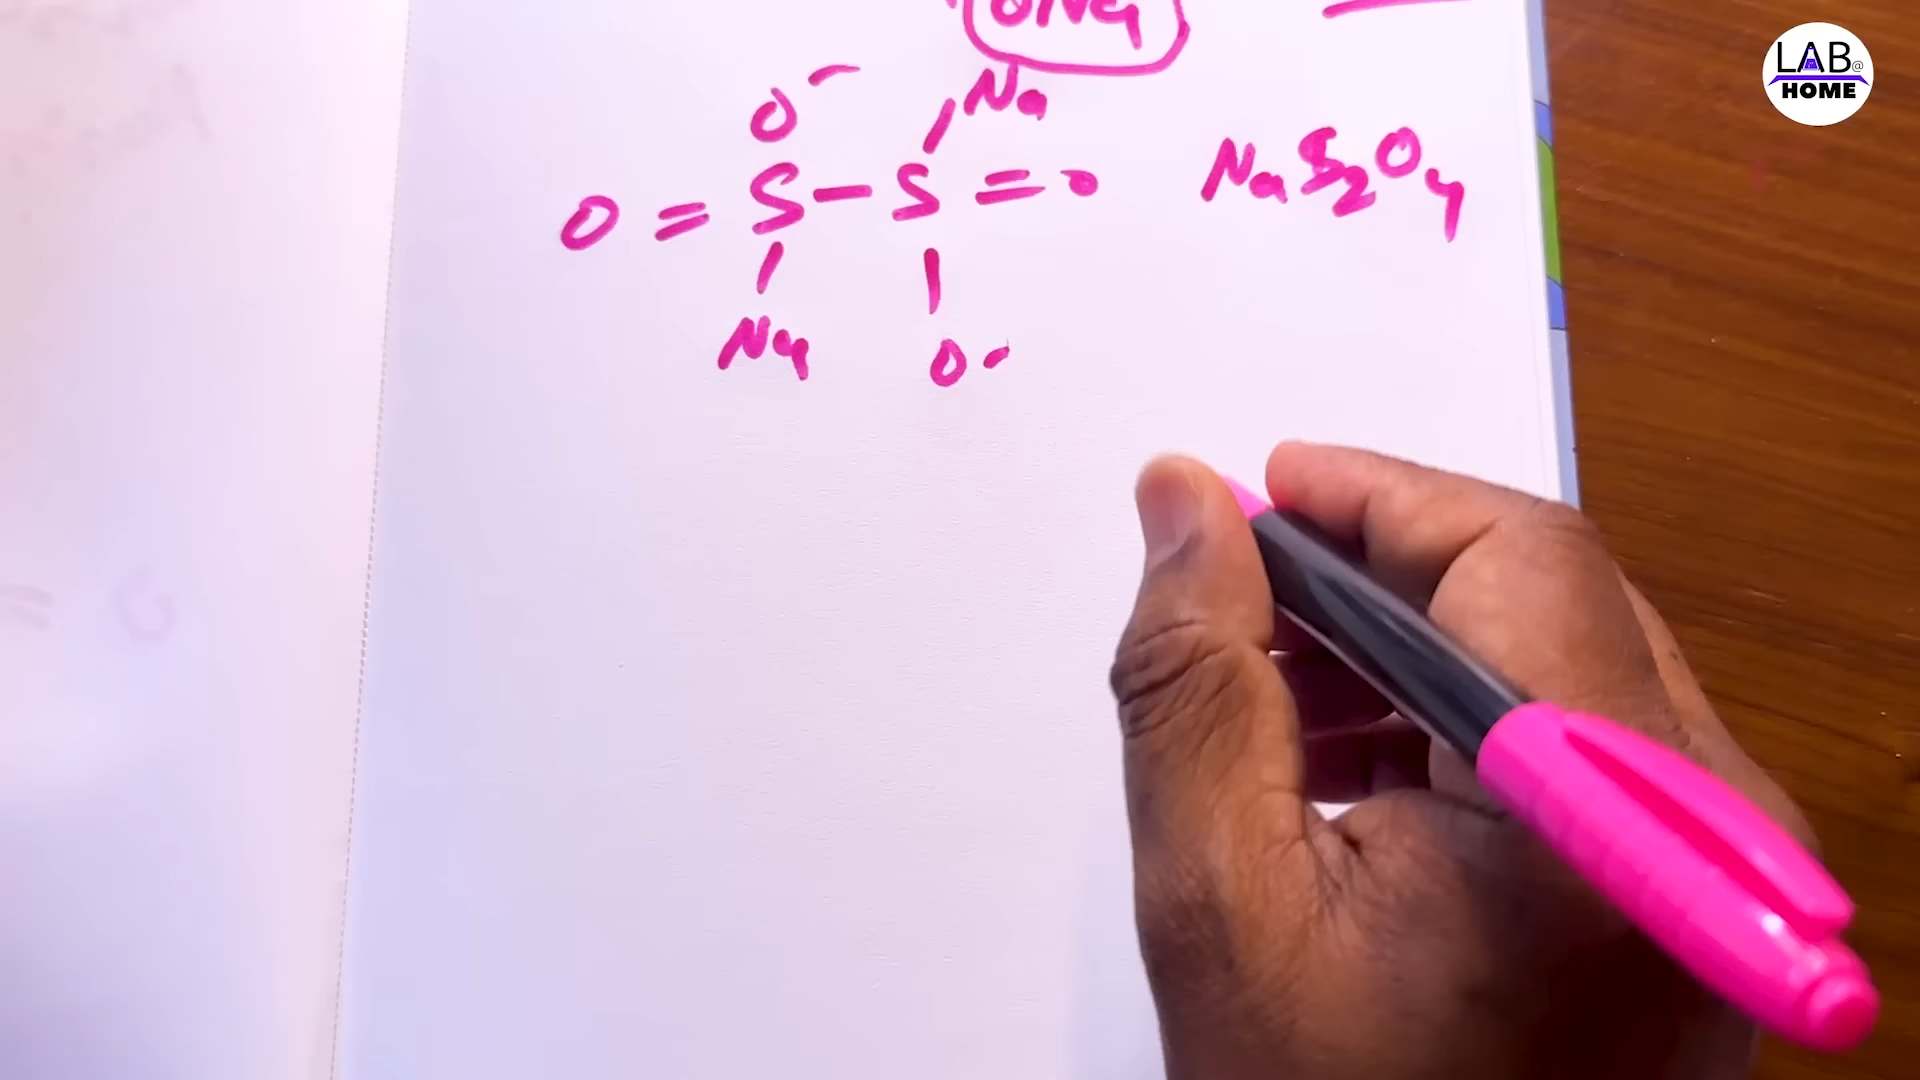 ONa
LAB@
HOME
O⁻ Na
O = S – S = O NaS₂O₄
Na O-